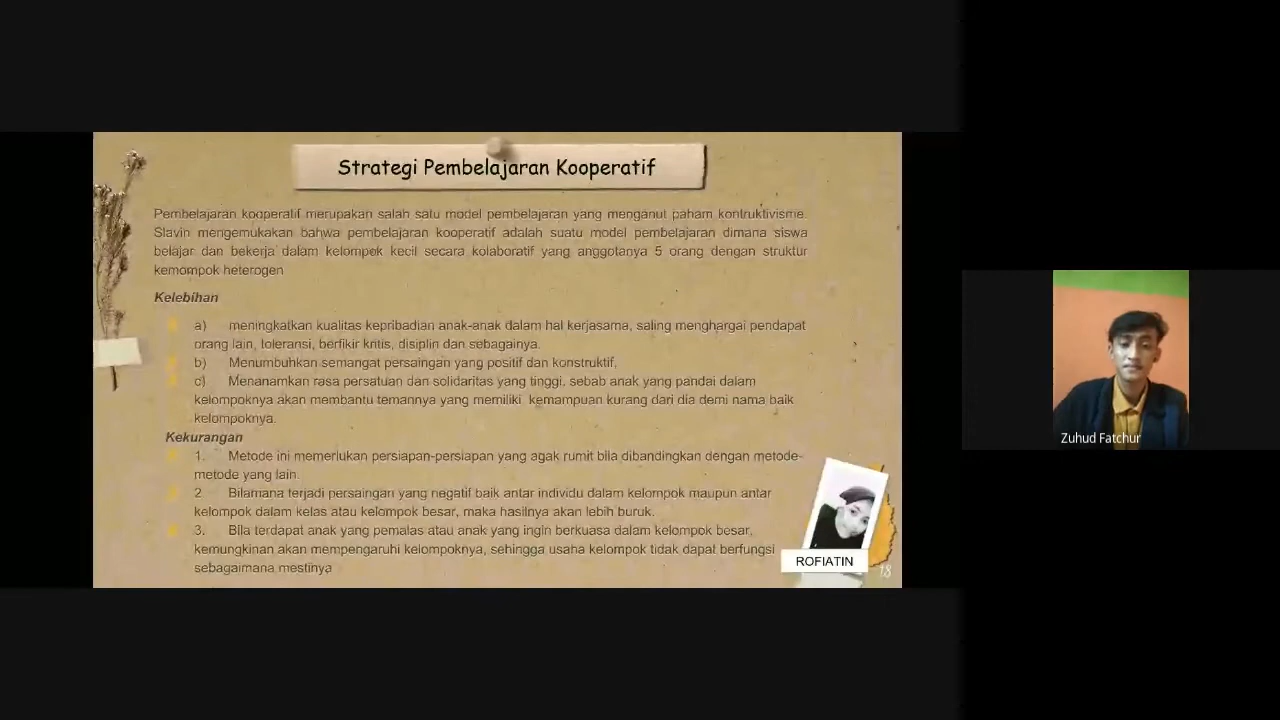 Strategi Pembelajaran Kooperatif
Pembelajaran kooperatif merupakan salah satu model pembelajaran yang menganut paham kontruktivisme.
Slavin mengemukakan bahwa pembelajaran kooperatif adalah suatu model pembelajaran dimana siswa
belajar dan bekerja dalam kelompok kecil secara kolaboratif yang anggotanya 5 orang dengan struktur
kemompok heterogen
Kelebihan
a) meningkatkan kualitas kepribadian anak-anak dalam hal kerjasama, saling menghargai pendapat
orang lain, toleransi, berfikir kritis, disiplin dan sebagainya.
b) Menumbuhkan semangat persaingan yang positif dan konstruktif,
c) Menanamkan rasa persatuan dan solidaritas yang tinggi, sebab anak yang pandai dalam
kelompoknya akan membantu temannya yang memiliki kemampuan kurang dari dia demi nama baik
kelompoknya.
Kekurangan
1. Metode ini memerlukan persiapan-persiapan yang agak rumit bila dibandingkan dengan metode-
metode yang lain.
2. Bilamana terjadi persaingan yang negatif baik antar individu dalam kelompok maupun antar
kelompok dalam kelas atau kelompok besar, maka hasilnya akan lebih buruk.
3. Bila terdapat anak yang pemalas atau anak yang ingin berkuasa dalam kelompok besar,
kemungkinan akan mempengaruhi kelompoknya, sehingga usaha kelompok tidak dapat berfungsi
sebagaimana mestinya
ROFIATIN
18
Zuhud Fatchur